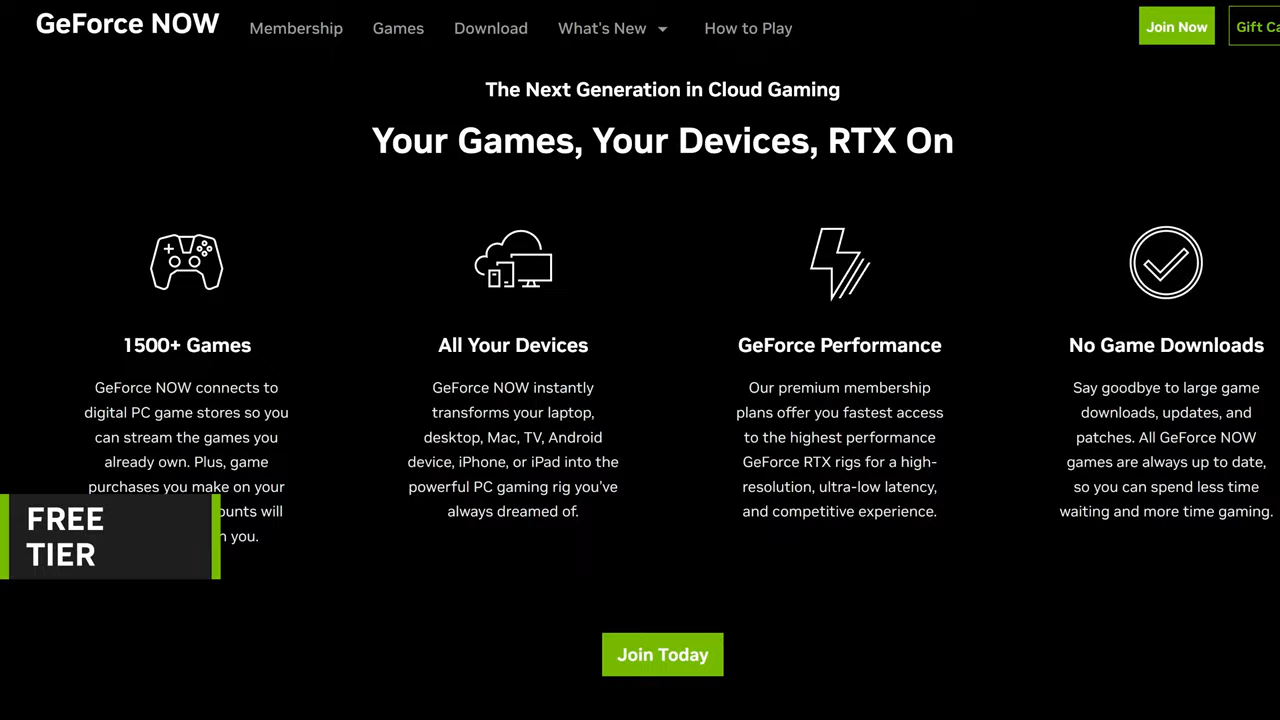 GeForce NOW
Membership
Games
Download
What's New
How to Play
Join Now
Gift
The Next Generation in Cloud Gaming
Your Games, Your Devices, RTX On
1500+ Games
GeForce NOW connects to
digital PC game stores so you
can stream the games you
already own. Plus, game
purchases you make on your
will
you.
All Your Devices
GeForce NOW instantly
transforms your laptop,
desktop, Mac, TV, Android
device, iPhone, or iPad into the
powerful PC gaming rig you've
always dreamed of.
GeForce Performance
Our premium membership
plans offer you fastest access
to the highest performance
GeForce RTX rigs for a high-
resolution, ultra-low latency,
and competitive experience.
No Game Downloads
Say goodbye to large game
downloads, updates, and
patches. All GeForce NOW
games are always up to date,
so you can spend less time
waiting and more time gaming.
FREE
TIER
Join Today